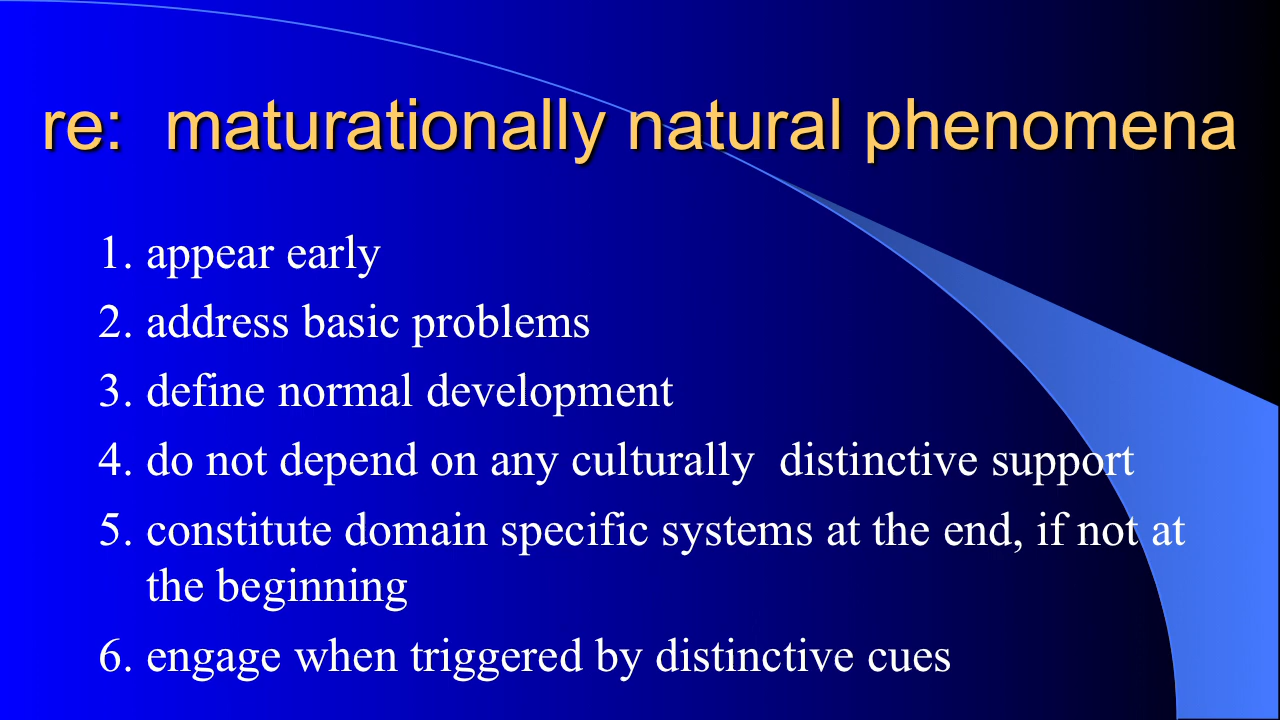 re:  maturationally natural phenomena
1. appear early
2. address basic problems
3. define normal development
4. do not depend on any culturally  distinctive support
5. constitute domain specific systems at the end, if not at
the beginning
6. engage when triggered by distinctive cues